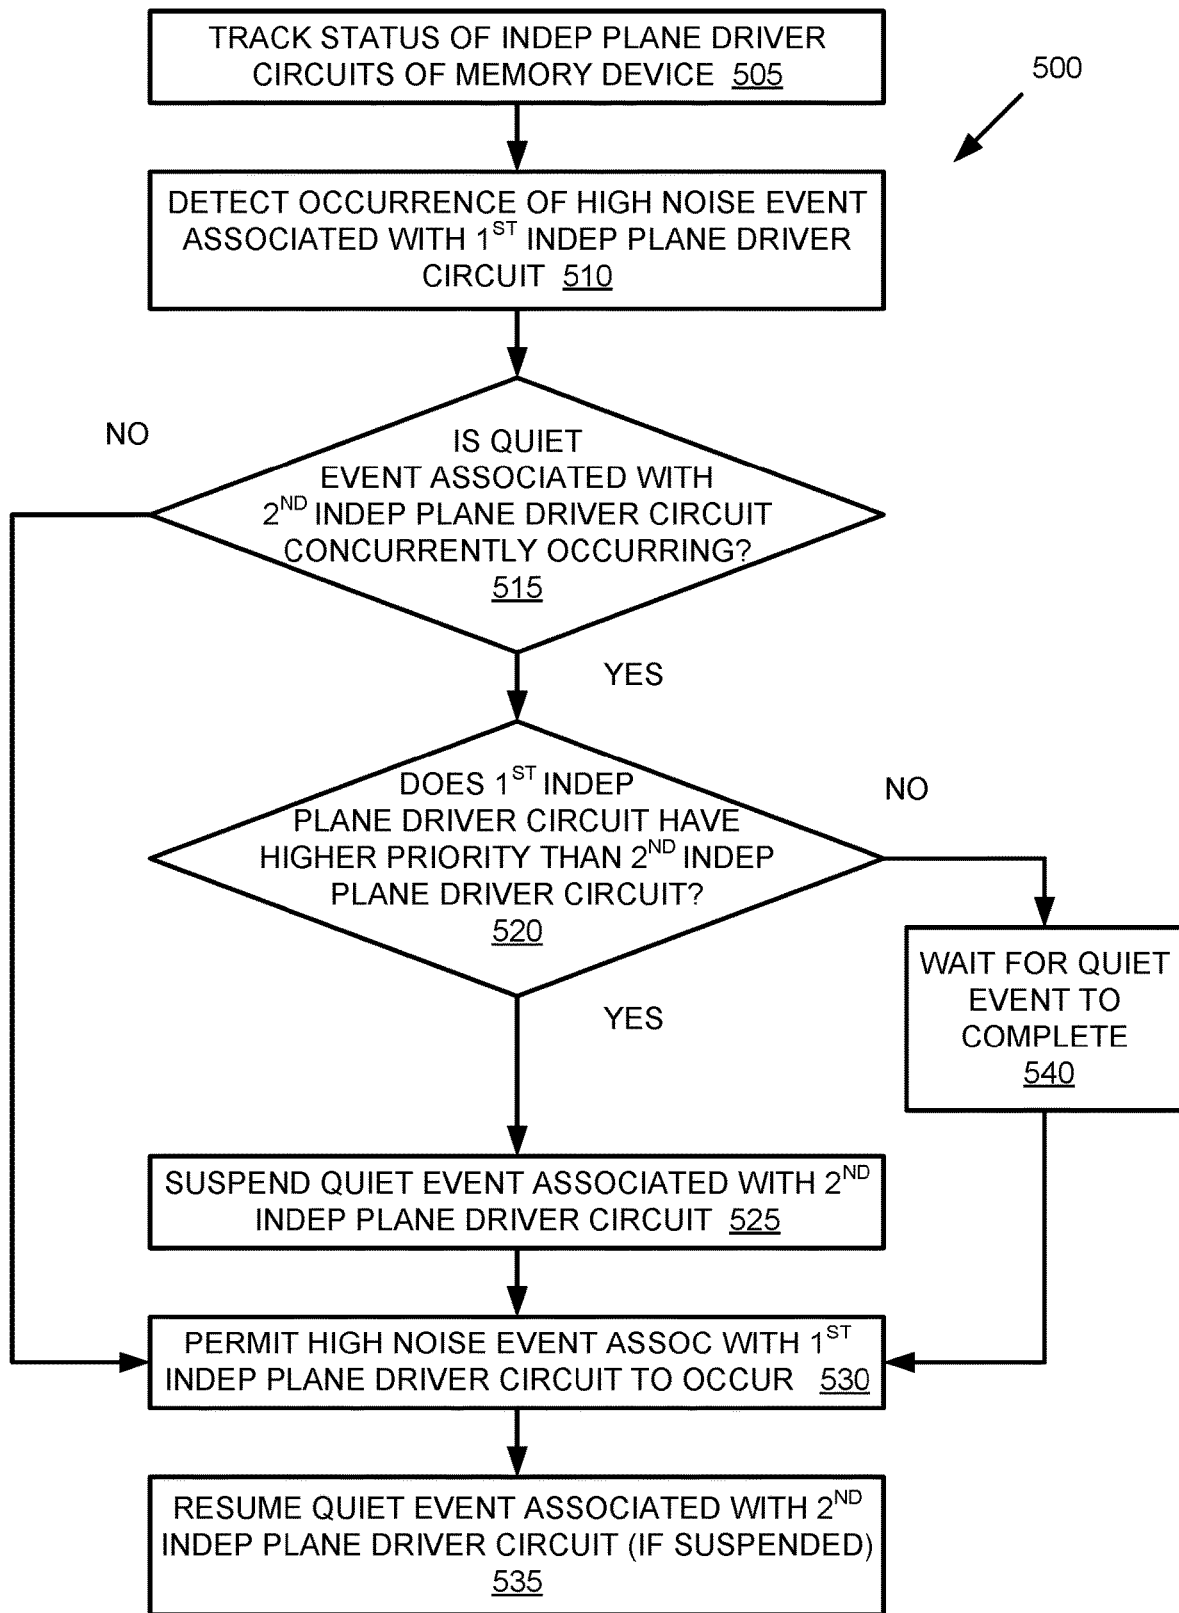 TRACK STATUS OF INDEP PLANE DRIVER
CIRCUITS OF MEMORY DEVICE 505
500
DETECT OCCURRENCE OF HIGH NOISE EVENT
ASSOCIATED WITH 1ST INDEP PLANE DRIVER
CIRCUIT 510
NO
IS QUIET
EVENT ASSOCIATED WITH
2ND INDEP PLANE DRIVER CIRCUIT
CONCURRENTLY OCCURRING?
515
YES
DOES 1ST INDEP
PLANE DRIVER CIRCUIT HAVE
HIGHER PRIORITY THAN 2ND INDEP
PLANE DRIVER CIRCUIT?
520
NO
WAIT FOR QUIET
EVENT TO
COMPLETE
540
YES
SUSPEND QUIET EVENT ASSOCIATED WITH 2ND
INDEP PLANE DRIVER CIRCUIT 525
PERMIT HIGH NOISE EVENT ASSOC WITH 1ST
INDEP PLANE DRIVER CIRCUIT TO OCCUR 530
RESUME QUIET EVENT ASSOCIATED WITH 2ND
INDEP PLANE DRIVER CIRCUIT (IF SUSPENDED)
535